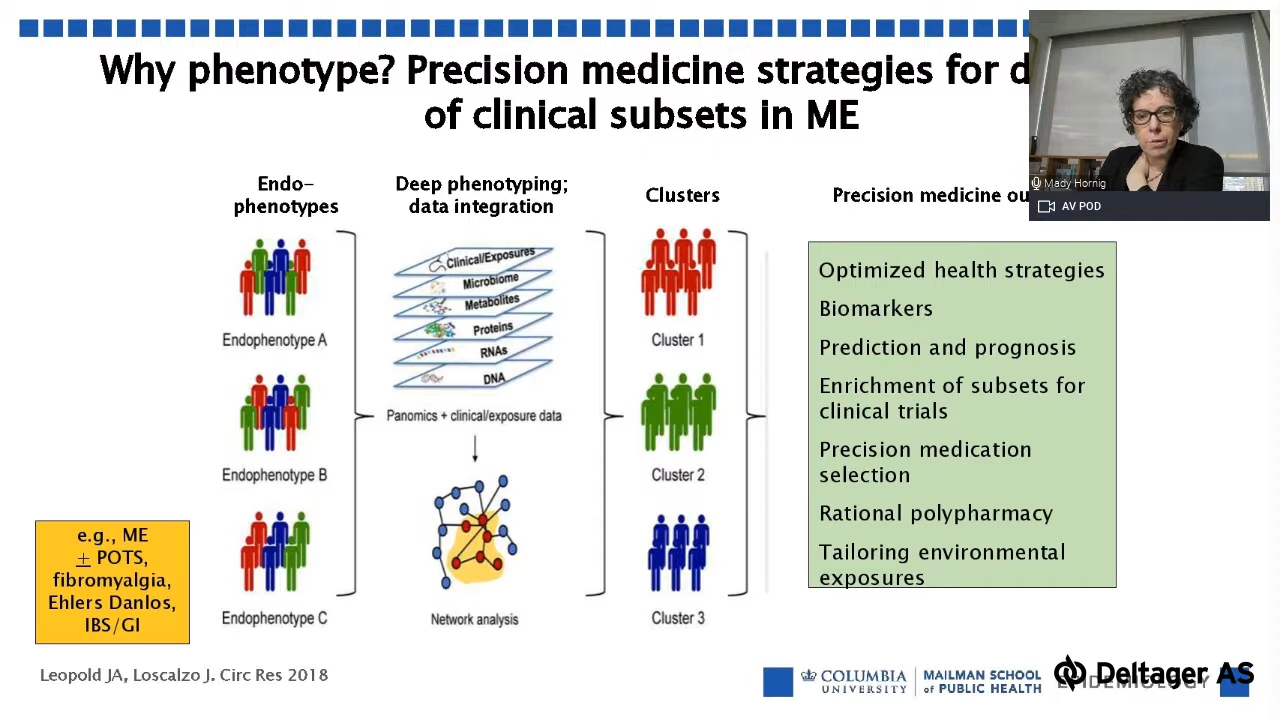 Why phenotype? Precision medicine strategies for d
of clinical subsets in ME
Mady Hornig
AV POD
Endo-
phenotypes
Deep phenotyping;
data integration
Clusters
Precision medicine ou
Endophenotype A
Endophenotype B
Endophenotype C
Clinical/Exposures
Microbiome
Metabolites
Proteins
RNAs
DNA
Panomics + clinical/exposure data
Network analysis
Cluster 1
Cluster 2
Cluster 3
Optimized health strategies
Biomarkers
Prediction and prognosis
Enrichment of subsets for
clinical trials
Precision medication
selection
Rational polypharmacy
Tailoring environmental
exposures
e.g., ME
± POTS,
fibromyalgia,
Ehlers Danlos,
IBS/GI
Leopold JA, Loscalzo J. Circ Res 2018
COLUMBIA
UNIVERSITY
MAILMAN SCHOOL
of PUBLIC HEALTH
EPIDEMIOLOGY
Deltager AS